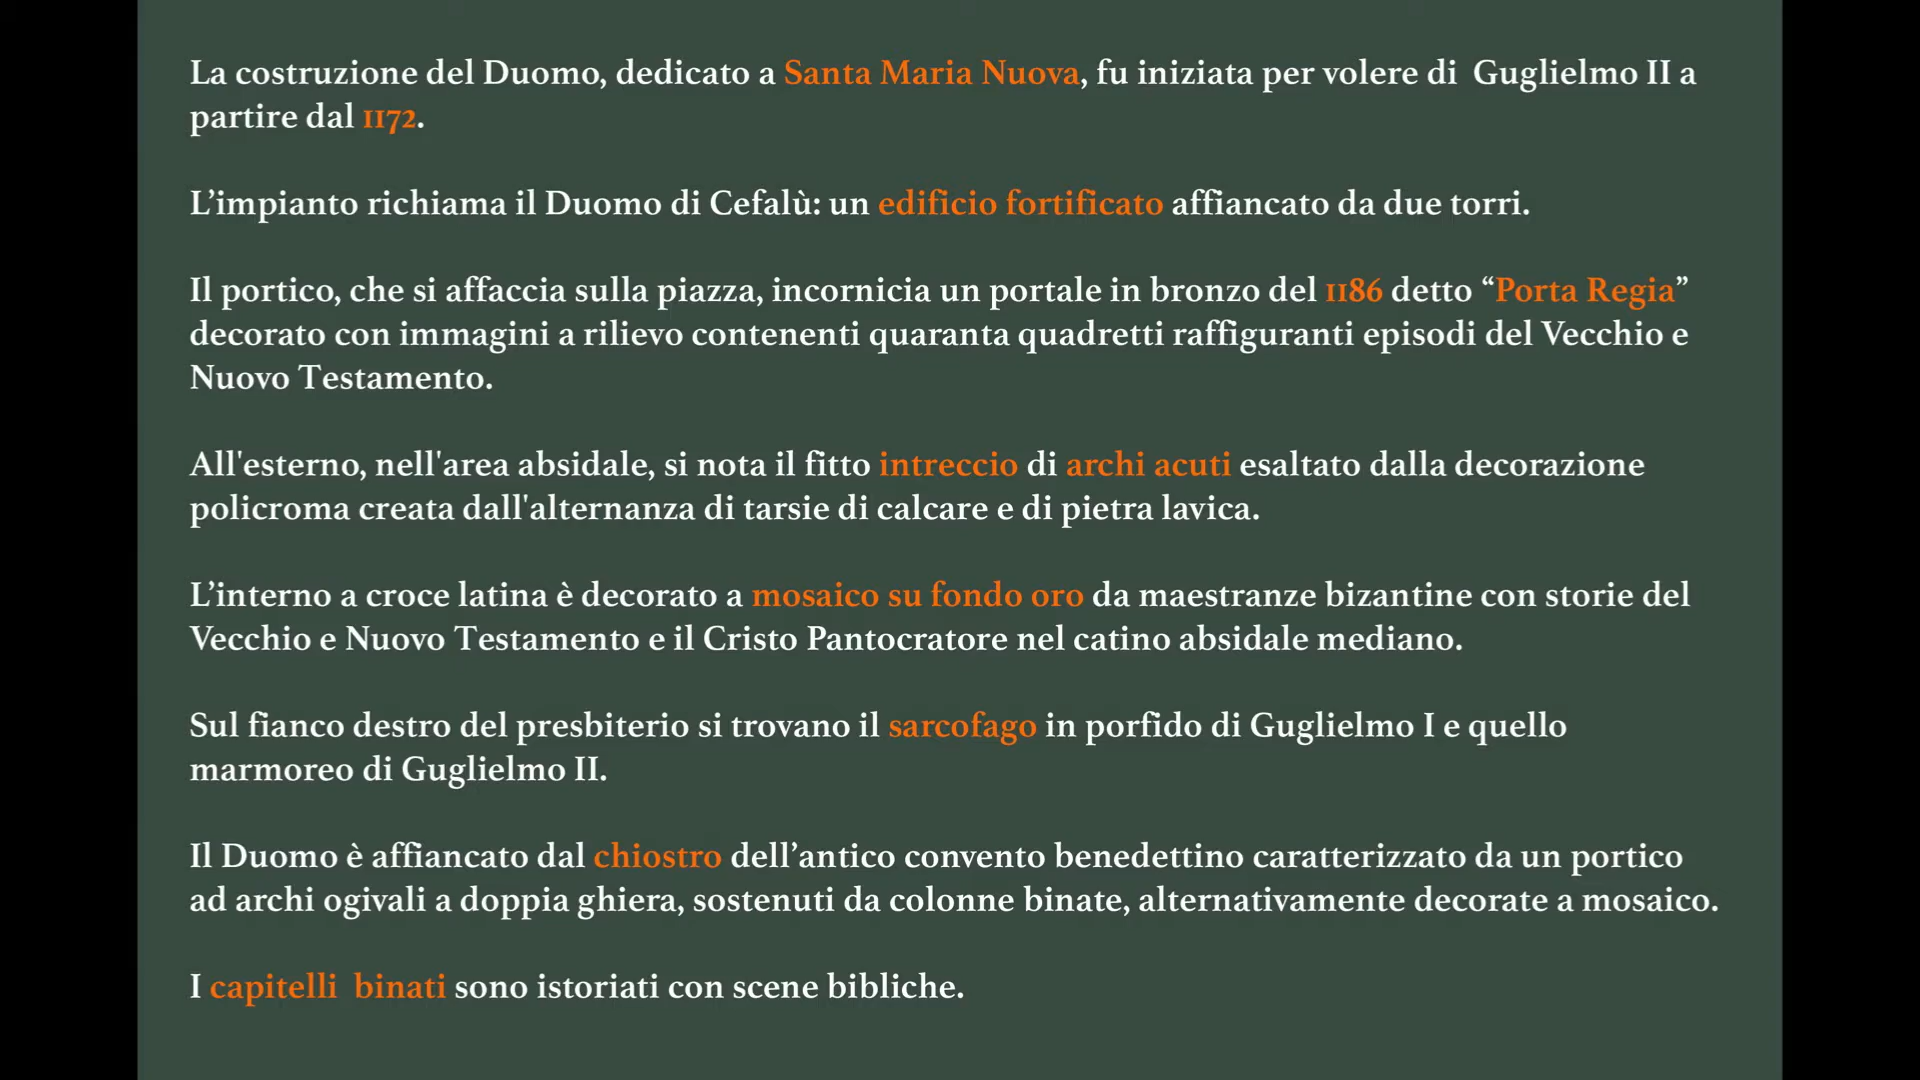 La costruzione del Duomo, dedicato a Santa Maria Nuova, fu iniziata per volere di  Guglielmo II a
partire dal 1172.
L’impianto richiama il Duomo di Cefalù: un edificio fortificato affiancato da due torri.
Il portico, che si affaccia sulla piazza, incornicia un portale in bronzo del 1186 detto “Porta Regia”
decorato con immagini a rilievo contenenti quaranta quadretti raffiguranti episodi del Vecchio e
Nuovo Testamento.
All'esterno, nell'area absidale, si nota il fitto intreccio di archi acuti esaltato dalla decorazione
policroma creata dall'alternanza di tarsie di calcare e di pietra lavica.
L’interno a croce latina è decorato a mosaico su fondo oro da maestranze bizantine con storie del
Vecchio e Nuovo Testamento e il Cristo Pantocratore nel catino absidale mediano.
Sul fianco destro del presbiterio si trovano il sarcofago in porfido di Guglielmo I e quello
marmoreo di Guglielmo II.
Il Duomo è affiancato dal chiostro dell’antico convento benedettino caratterizzato da un portico
ad archi ogivali a doppia ghiera, sostenuti da colonne binate, alternativamente decorate a mosaico.
I capitelli  binati sono istoriati con scene bibliche.